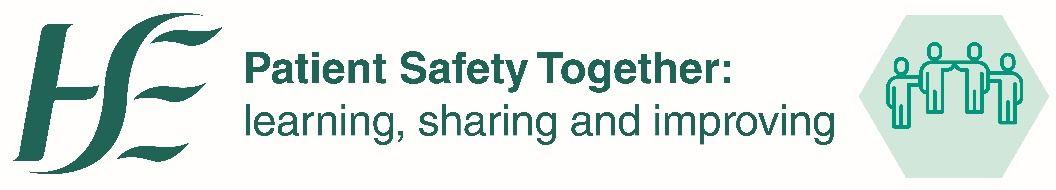 HSE
Patient Safety Together:
learning, sharing and improving